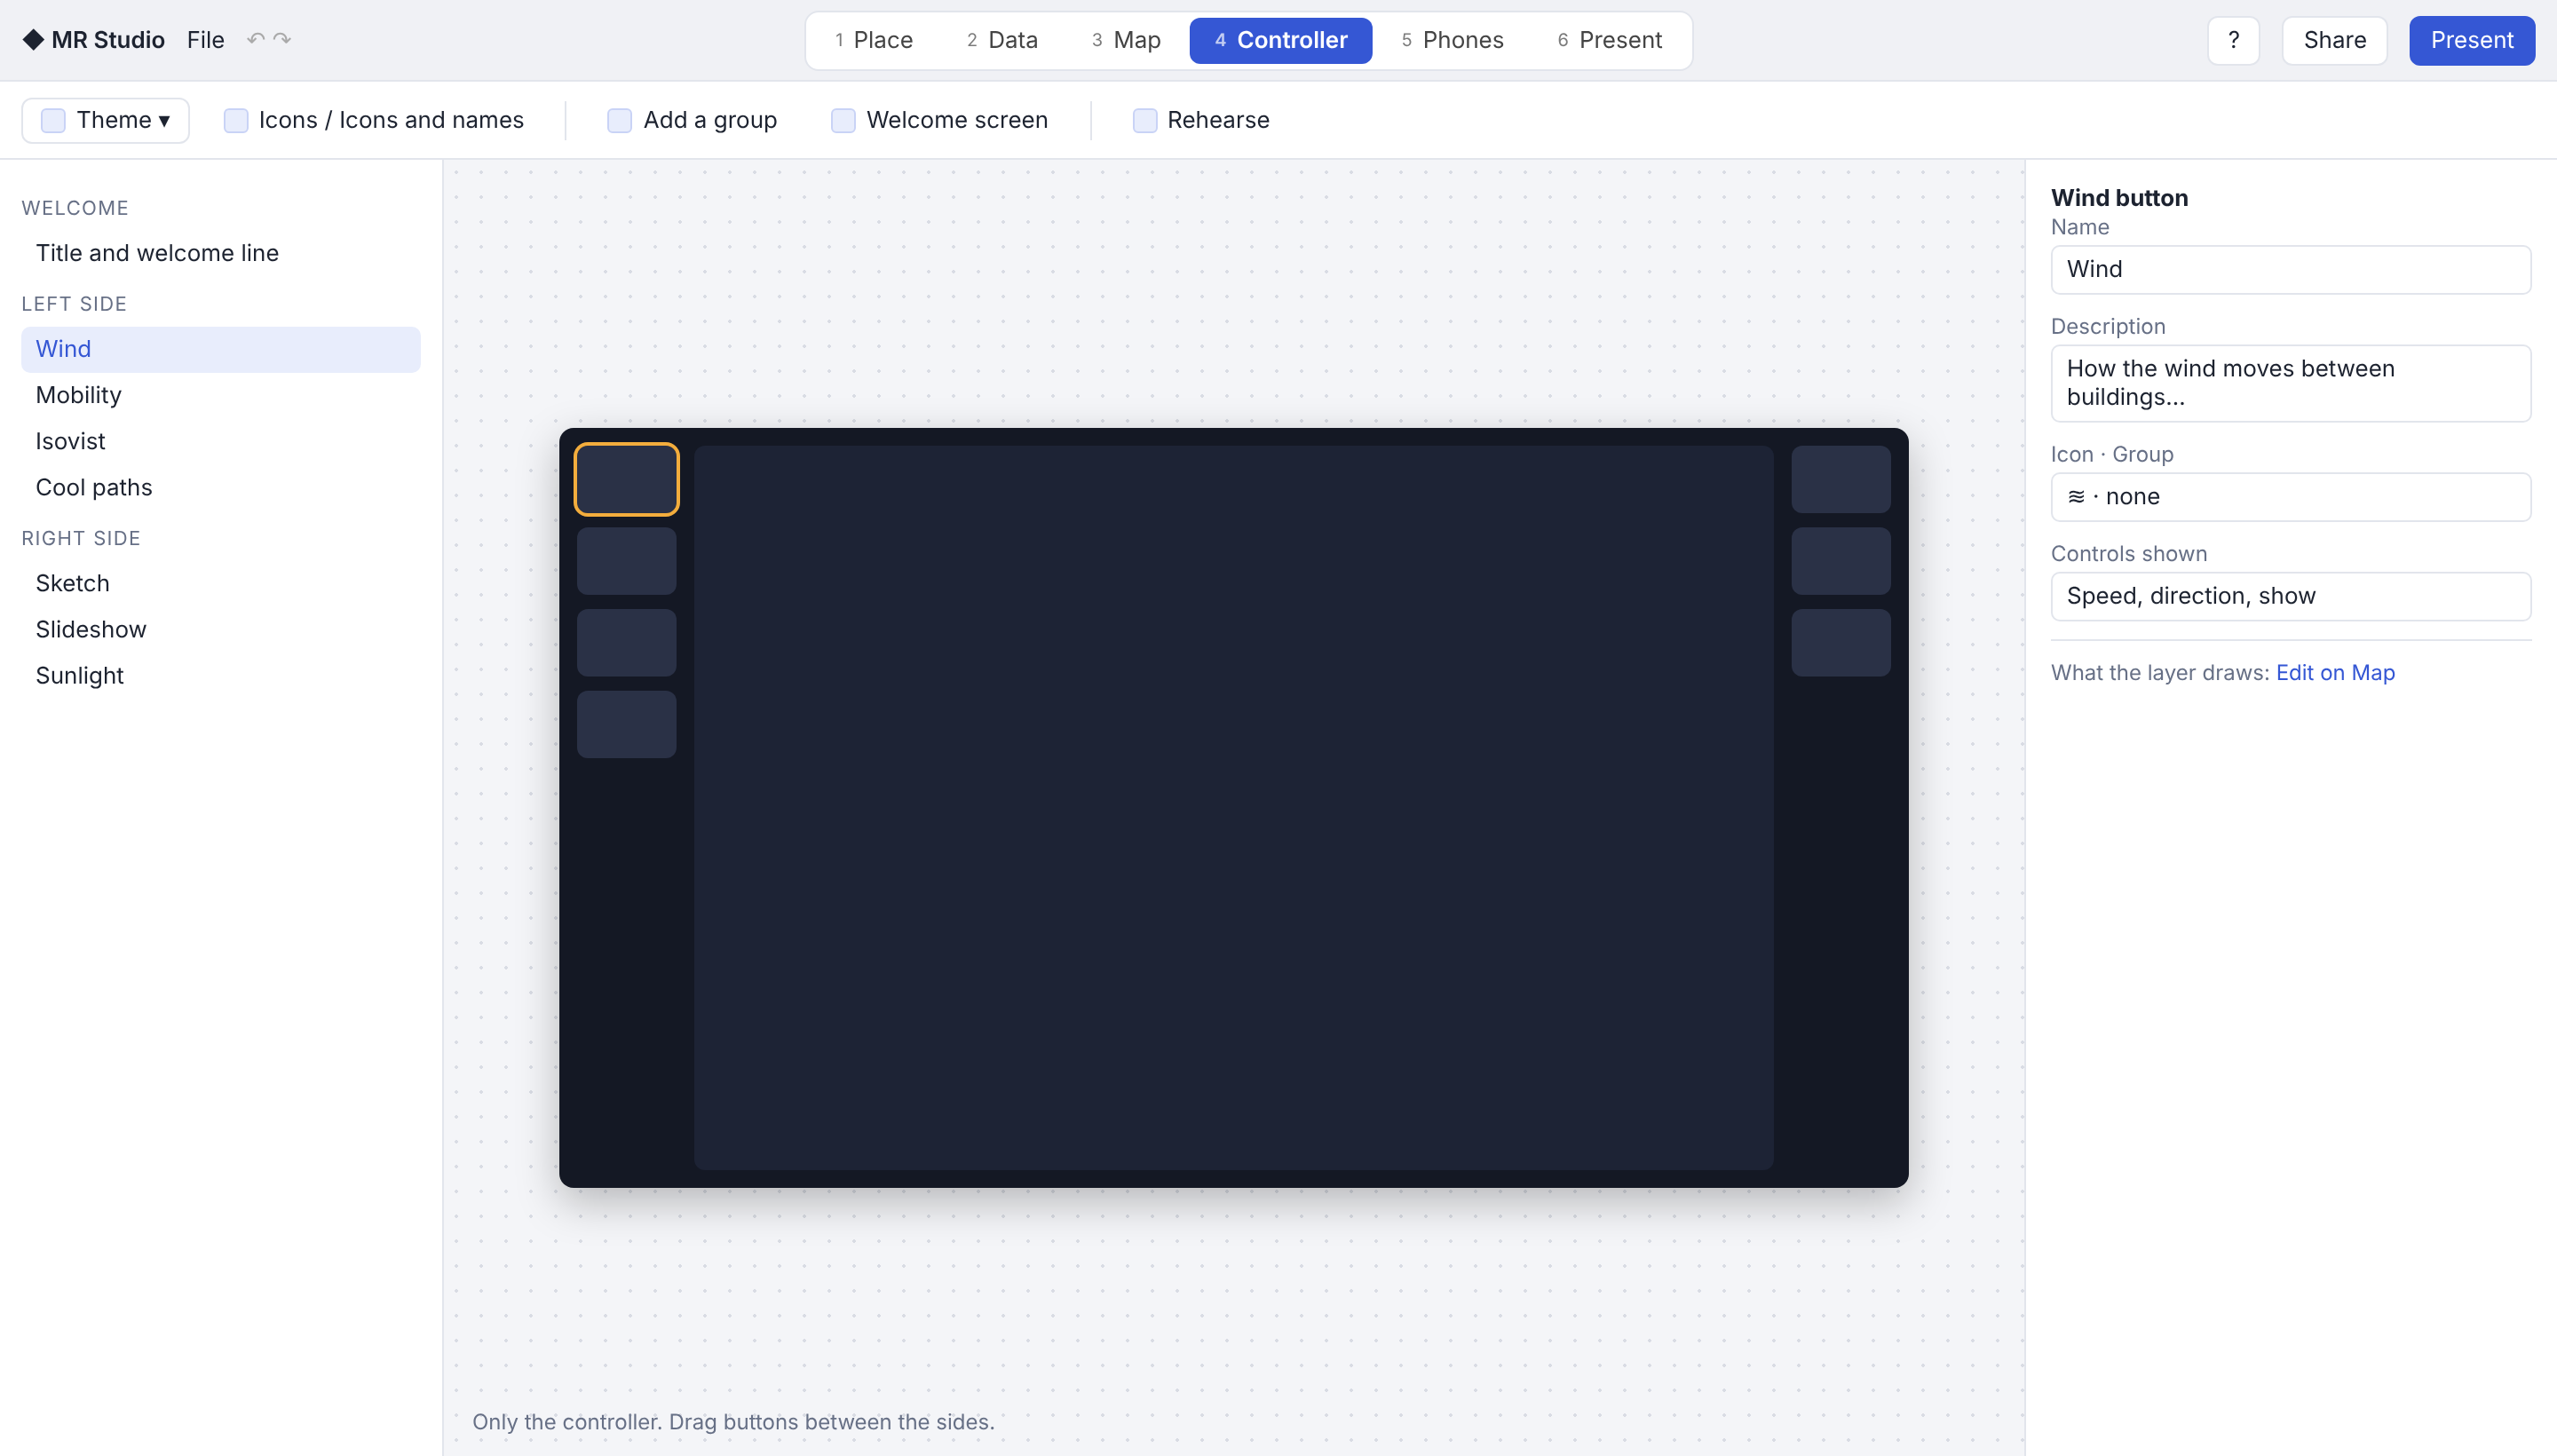 ◆ MR Studio File ↶ ↷
1 Place 2 Data 3 Map 4 Controller 5 Phones 6 Present
? Share Present
Theme ▾ Icons / Icons and names Add a group Welcome screen Rehearse
WELCOME
Title and welcome line
LEFT SIDE
Wind
Mobility
Isovist
Cool paths
RIGHT SIDE
Sketch
Slideshow
Sunlight
Only the controller. Drag buttons between the sides.
Wind button
Name
Wind
Description
How the wind moves between
buildings...
Icon · Group
≋ · none
Controls shown
Speed, direction, show
What the layer draws: Edit on Map